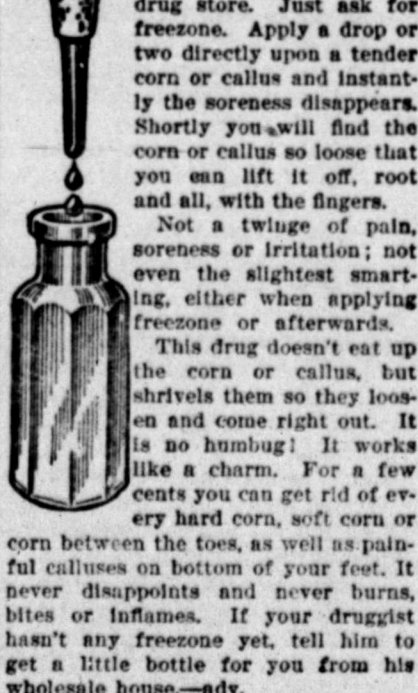 drug store. Just ask for
freezone. Apply a drop or
two directly upon a tender
corn or callus and instant-
ly the soreness disappears.
Shortly you will find the
corn or callus so loose that
you can lift it off, root
and all, with the fingers.
Not a twinge of pain,
soreness or irritation; not
even the slightest smart-
ing, either when applying
freezone or afterwards.
This drug doesn't eat up
the corn or callus, but
shrivels them so they loos-
en and come right out. It
is no humbug! It works
like a charm. For a few
cents you can get rid of ev-
ery hard corn, soft corn or
corn between the toes, as well as pain-
ful calluses on bottom of your feet. It
never disappoints and never burns,
bites or inflames. If your druggist
hasn't any freezone yet, tell him to
get a little bottle for you from his
wholesale house.—adv.